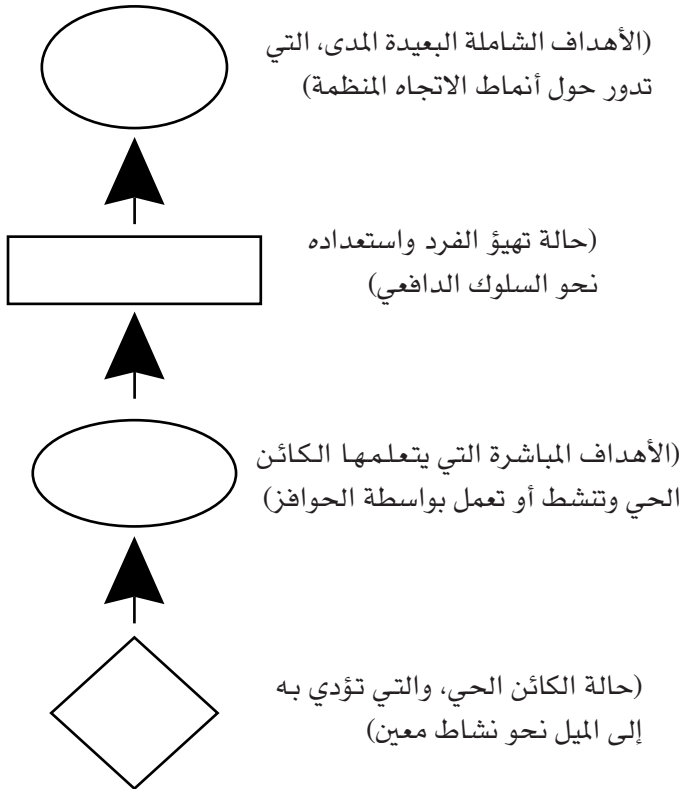 (الأهداف الشاملة البعيدة المدى، التي
تدور حول أنماط الاتجاه المنظمة)
(حالة تهيؤ الفرد واستعداده
نحو السلوك الدافعي)
(الأهداف المباشرة التي يتعلمها الكائن
الحي وتنشط أو تعمل بواسطة الحوافز)
(حالة الكائن الحي، والتي تؤدي به
إلى الميل نحو نشاط معين)